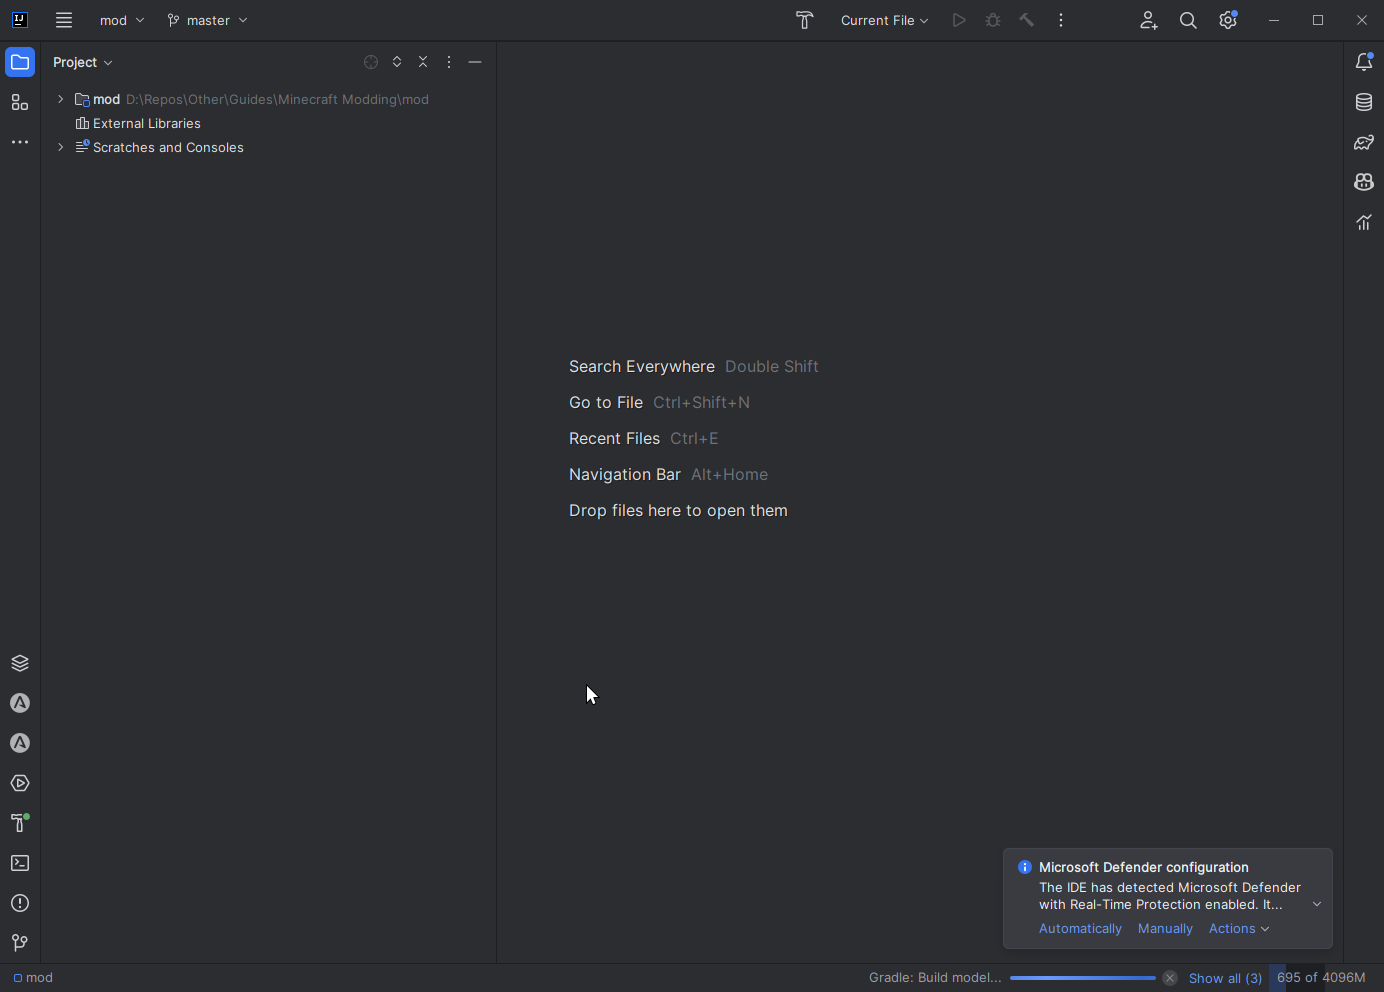 IJ
mod
master
Current File
Project
mod D:\Repos\Other\Guides\Minecraft Modding\mod
External Libraries
Scratches and Consoles
Search Everywhere Double Shift
Go to File Ctrl+Shift+N
Recent Files Ctrl+E
Navigation Bar Alt+Home
Drop files here to open them
Microsoft Defender configuration
The IDE has detected Microsoft Defender
with Real-Time Protection enabled. It...
Automatically Manually Actions
mod
Gradle: Build model...
Show all (3)
695 of 4096M